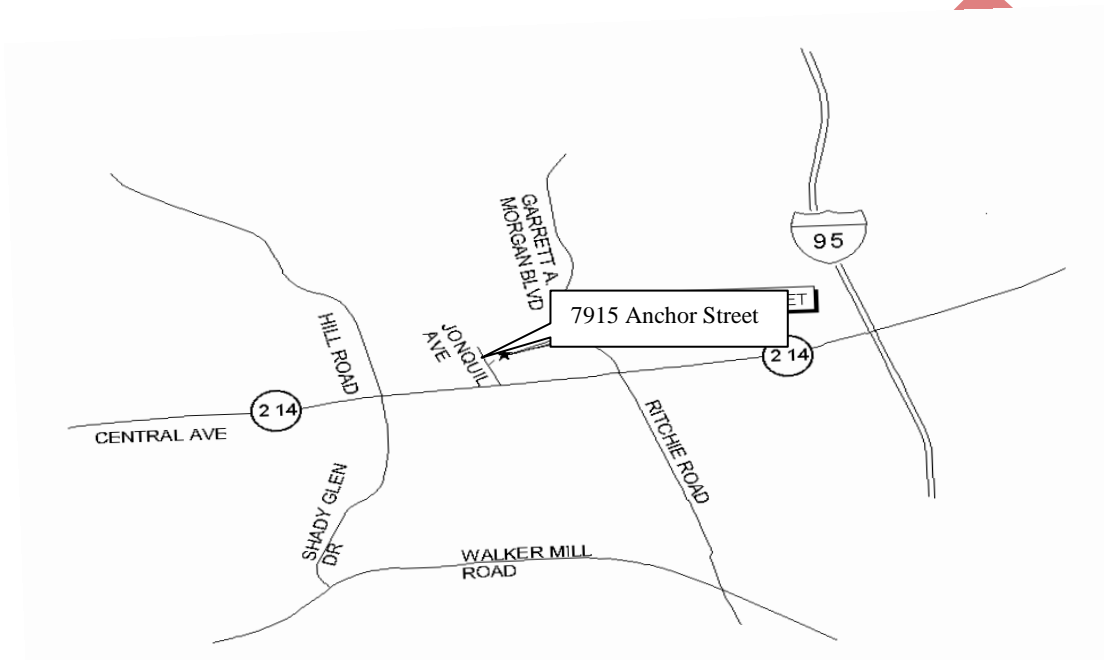 GARRETT A.
MORGAN BLVD
95
7915 Anchor Street
HILL ROAD
JONQUIL
AVE
2 14
2 14
CENTRAL AVE
RITCHIE ROAD
SHADY GLEN
DR
WALKER MILL
ROAD